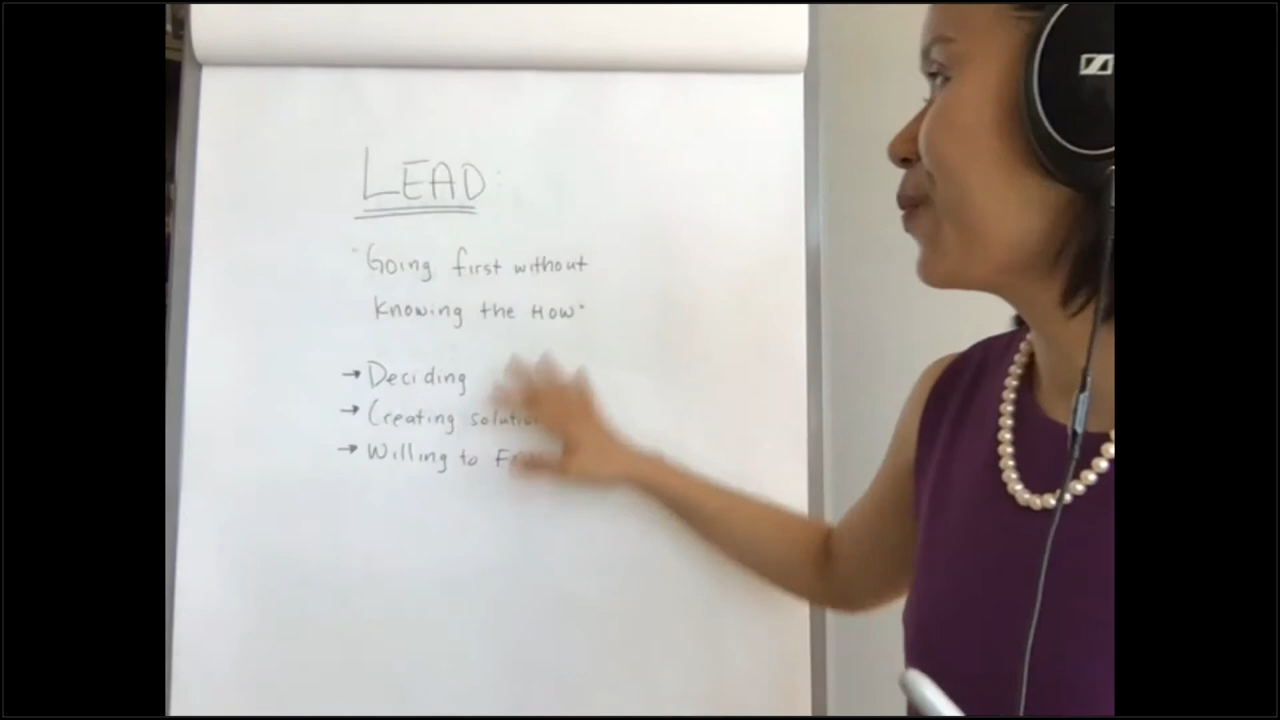 LEAD:
"Going first without
knowing the How"
→ Deciding
→ Creating
→ Willing to